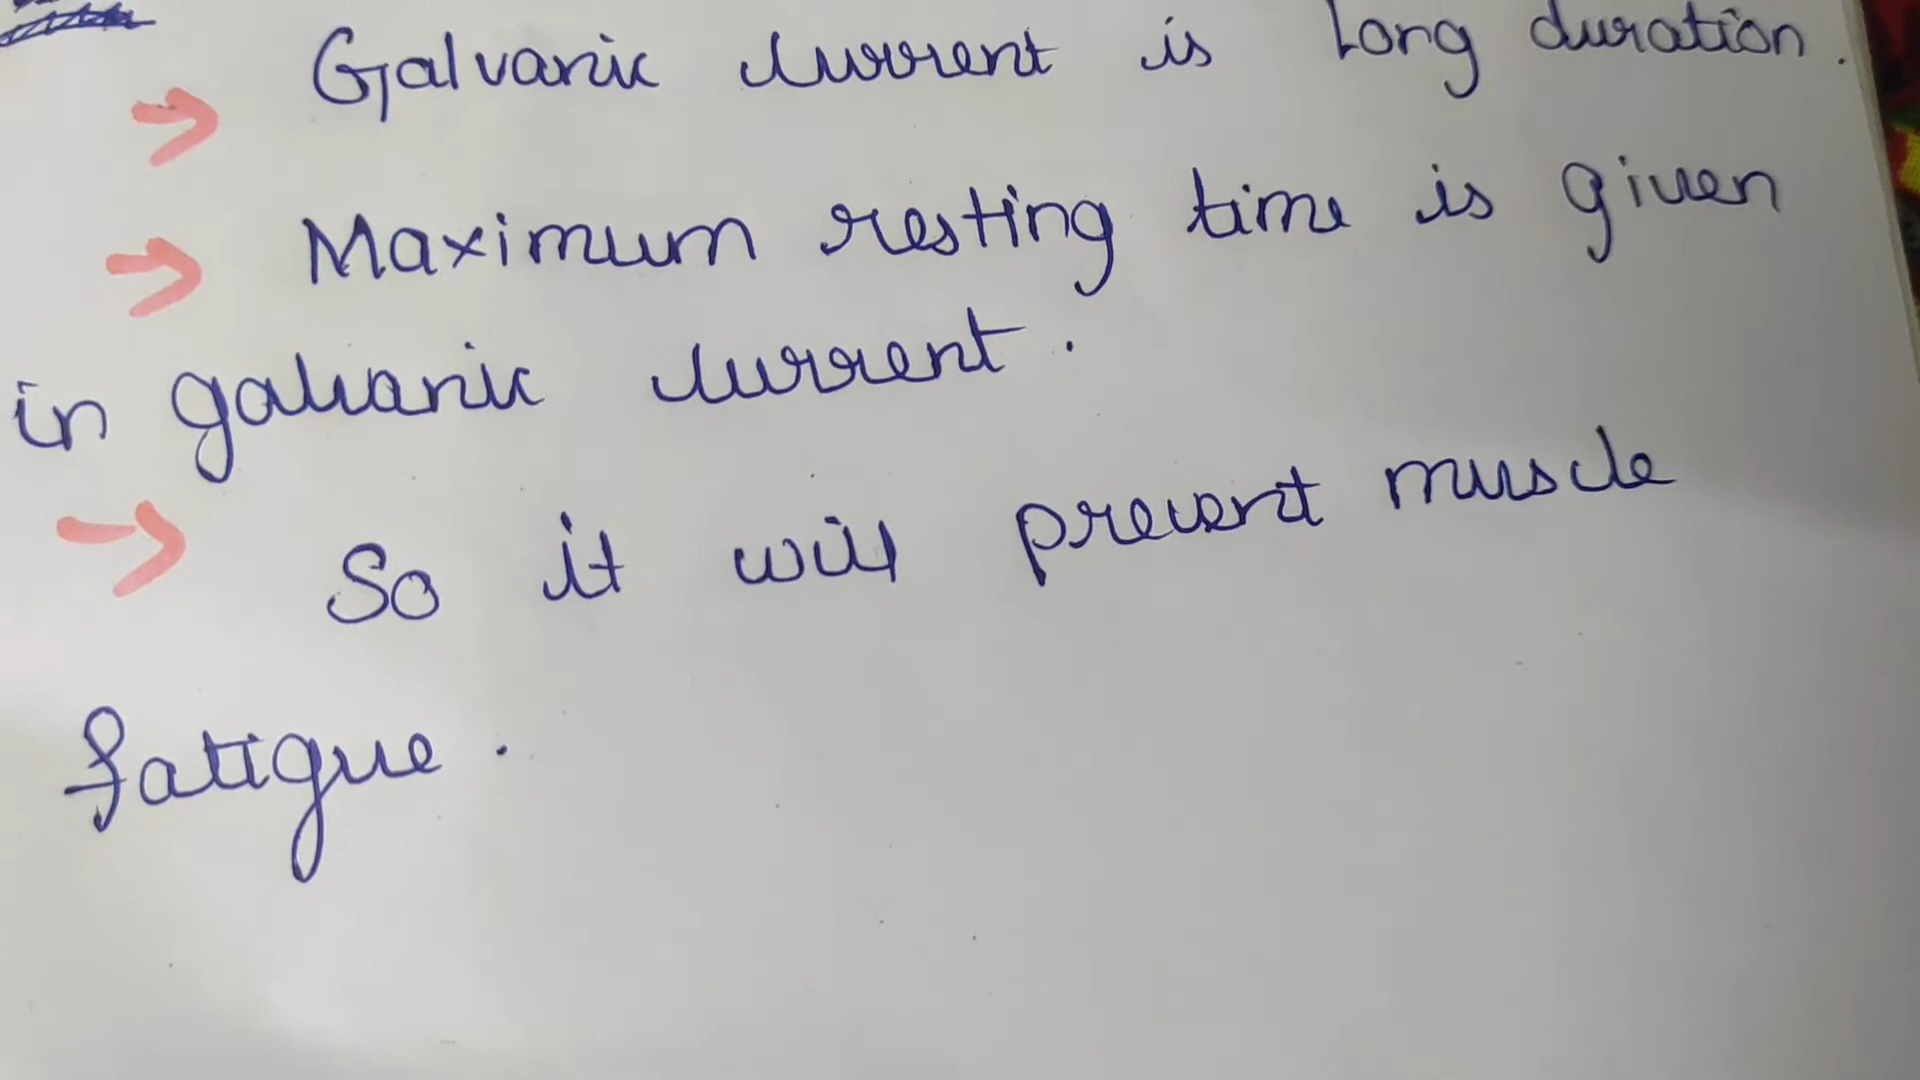 → Galvanic current is long duration.
→ Maximum resting time is given
in galvanic current.
→ So it will prevent muscle
fatigue.